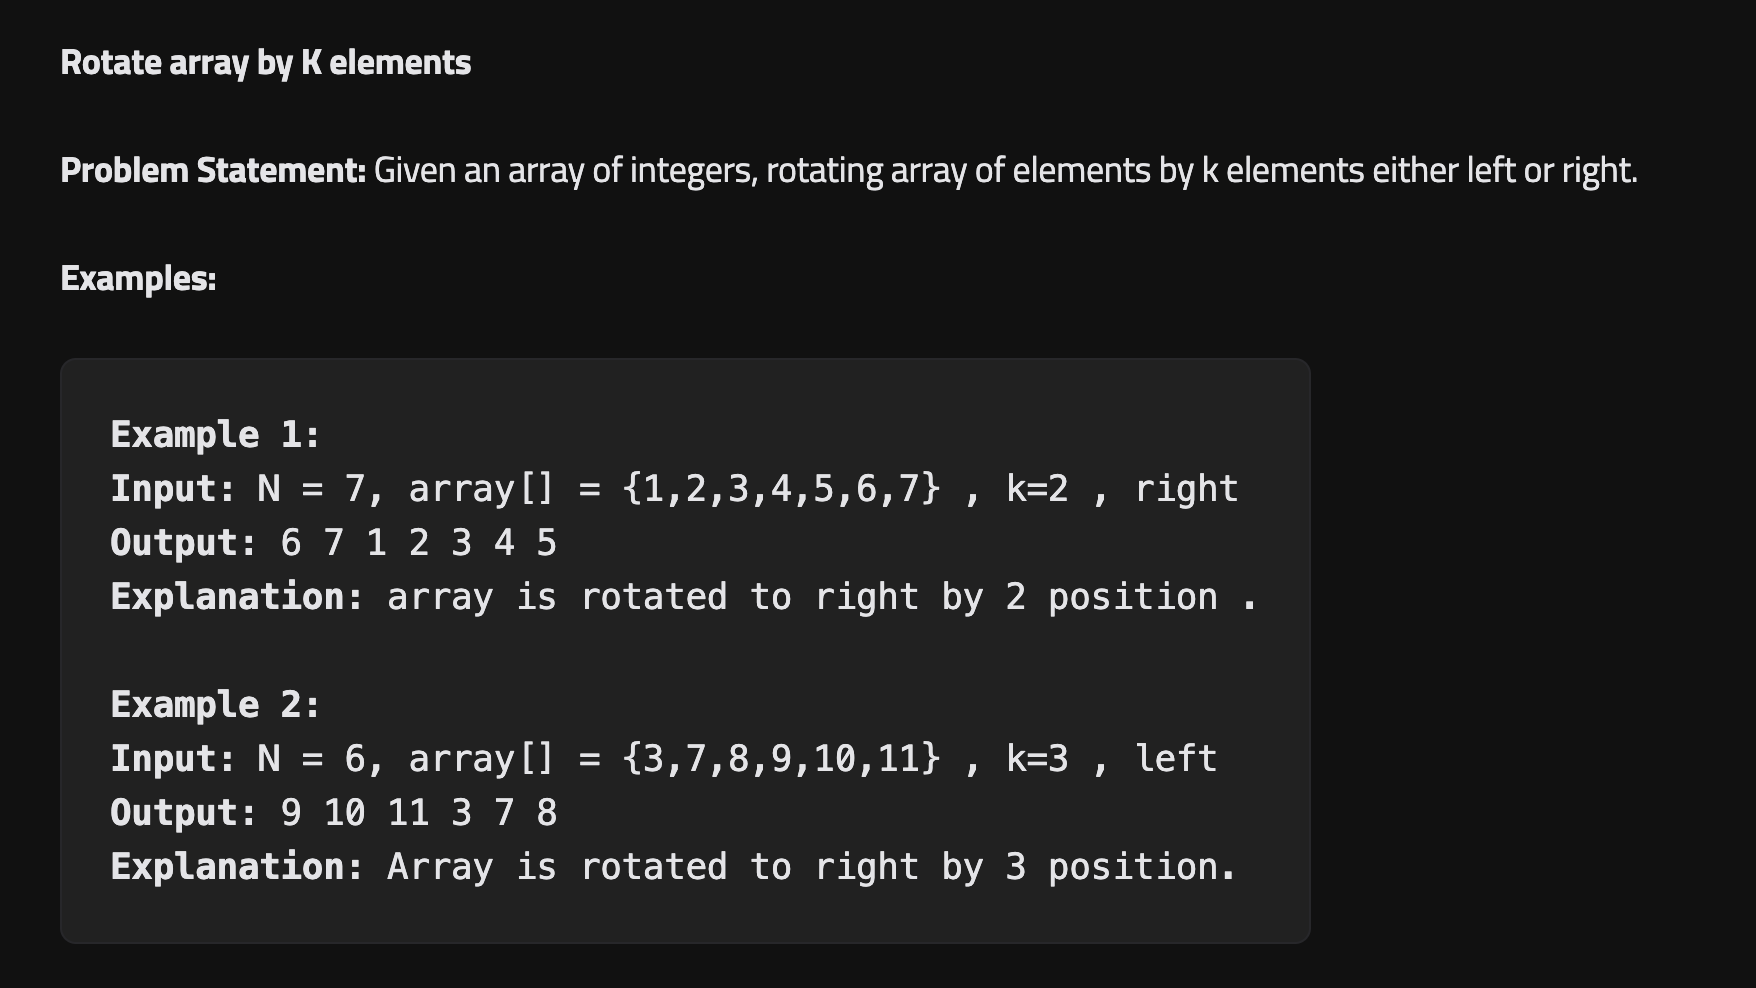 Rotate array by K elements
Problem Statement: Given an array of integers, rotating array of elements by k elements either left or right.
Examples:
Example 1:
Input: N = 7, array[] = {1,2,3,4,5,6,7} , k=2 , right
Output: 6 7 1 2 3 4 5
Explanation: array is rotated to right by 2 position .
Example 2:
Input: N = 6, array[] = {3,7,8,9,10,11} , k=3 , left
Output: 9 10 11 3 7 8
Explanation: Array is rotated to right by 3 position.